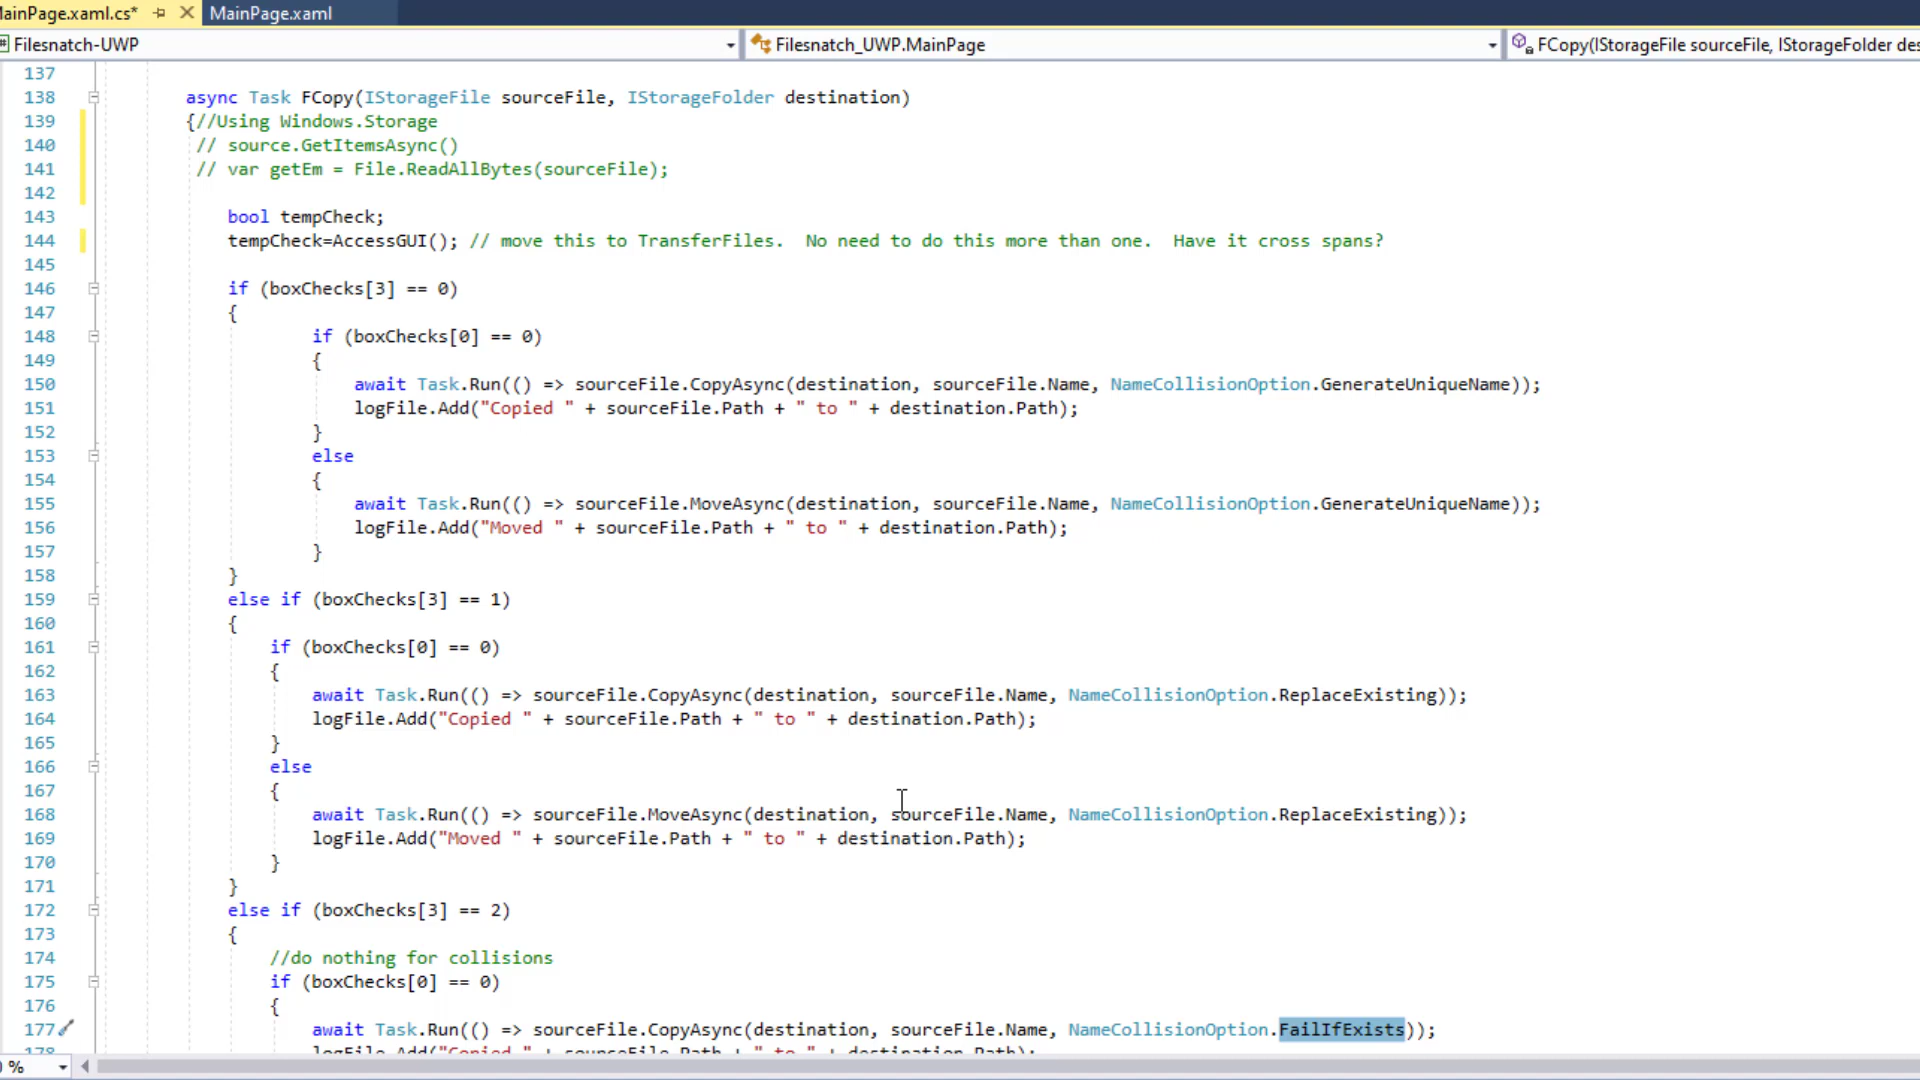 MainPage.xaml.cs* MainPage.xaml
Filesnatch-UWP Filesnatch_UWP.MainPage FCopy(IStorageFile sourceFile, IStorageFolder des
137
138 async Task FCopy(IStorageFile sourceFile, IStorageFolder destination)
139 {//Using Windows.Storage
140 // source.GetItemsAsync()
141 // var getEm = File.ReadAllBytes(sourceFile);
142
143 bool tempCheck;
144 tempCheck=AccessGUI(); // move this to TransferFiles.  No need to do this more than one.  Have it cross spans?
145
146 if (boxChecks[3] == 0)
147 {
148 if (boxChecks[0] == 0)
149 {
150 await Task.Run(() => sourceFile.CopyAsync(destination, sourceFile.Name, NameCollisionOption.GenerateUniqueName));
151 logFile.Add("Copied " + sourceFile.Path + " to " + destination.Path);
152 }
153 else
154 {
155 await Task.Run(() => sourceFile.MoveAsync(destination, sourceFile.Name, NameCollisionOption.GenerateUniqueName));
156 logFile.Add("Moved " + sourceFile.Path + " to " + destination.Path);
157 }
158 }
159 else if (boxChecks[3] == 1)
160 {
161 if (boxChecks[0] == 0)
162 {
163 await Task.Run(() => sourceFile.CopyAsync(destination, sourceFile.Name, NameCollisionOption.ReplaceExisting));
164 logFile.Add("Copied " + sourceFile.Path + " to " + destination.Path);
165 }
166 else
167 {
168 await Task.Run(() => sourceFile.MoveAsync(destination, sourceFile.Name, NameCollisionOption.ReplaceExisting));
169 logFile.Add("Moved " + sourceFile.Path + " to " + destination.Path);
170 }
171 }
172 else if (boxChecks[3] == 2)
173 {
174 //do nothing for collisions
175 if (boxChecks[0] == 0)
176 {
177 await Task.Run(() => sourceFile.CopyAsync(destination, sourceFile.Name, NameCollisionOption.FailIfExists));
178 logFile.Add("Copied " + sourceFile.Path + " to " + destination.Path);
%